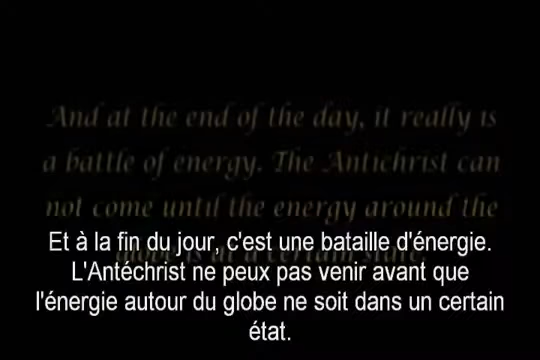 And at the end of the day, it really is
a battle of energy. The Antichrist can
not come until the energy around the
Et à la fin du jour, c'est une bataille d'énergie.
L'Antéchrist ne peux pas venir avant que
l'énergie autour du globe ne soit dans un certain
état.